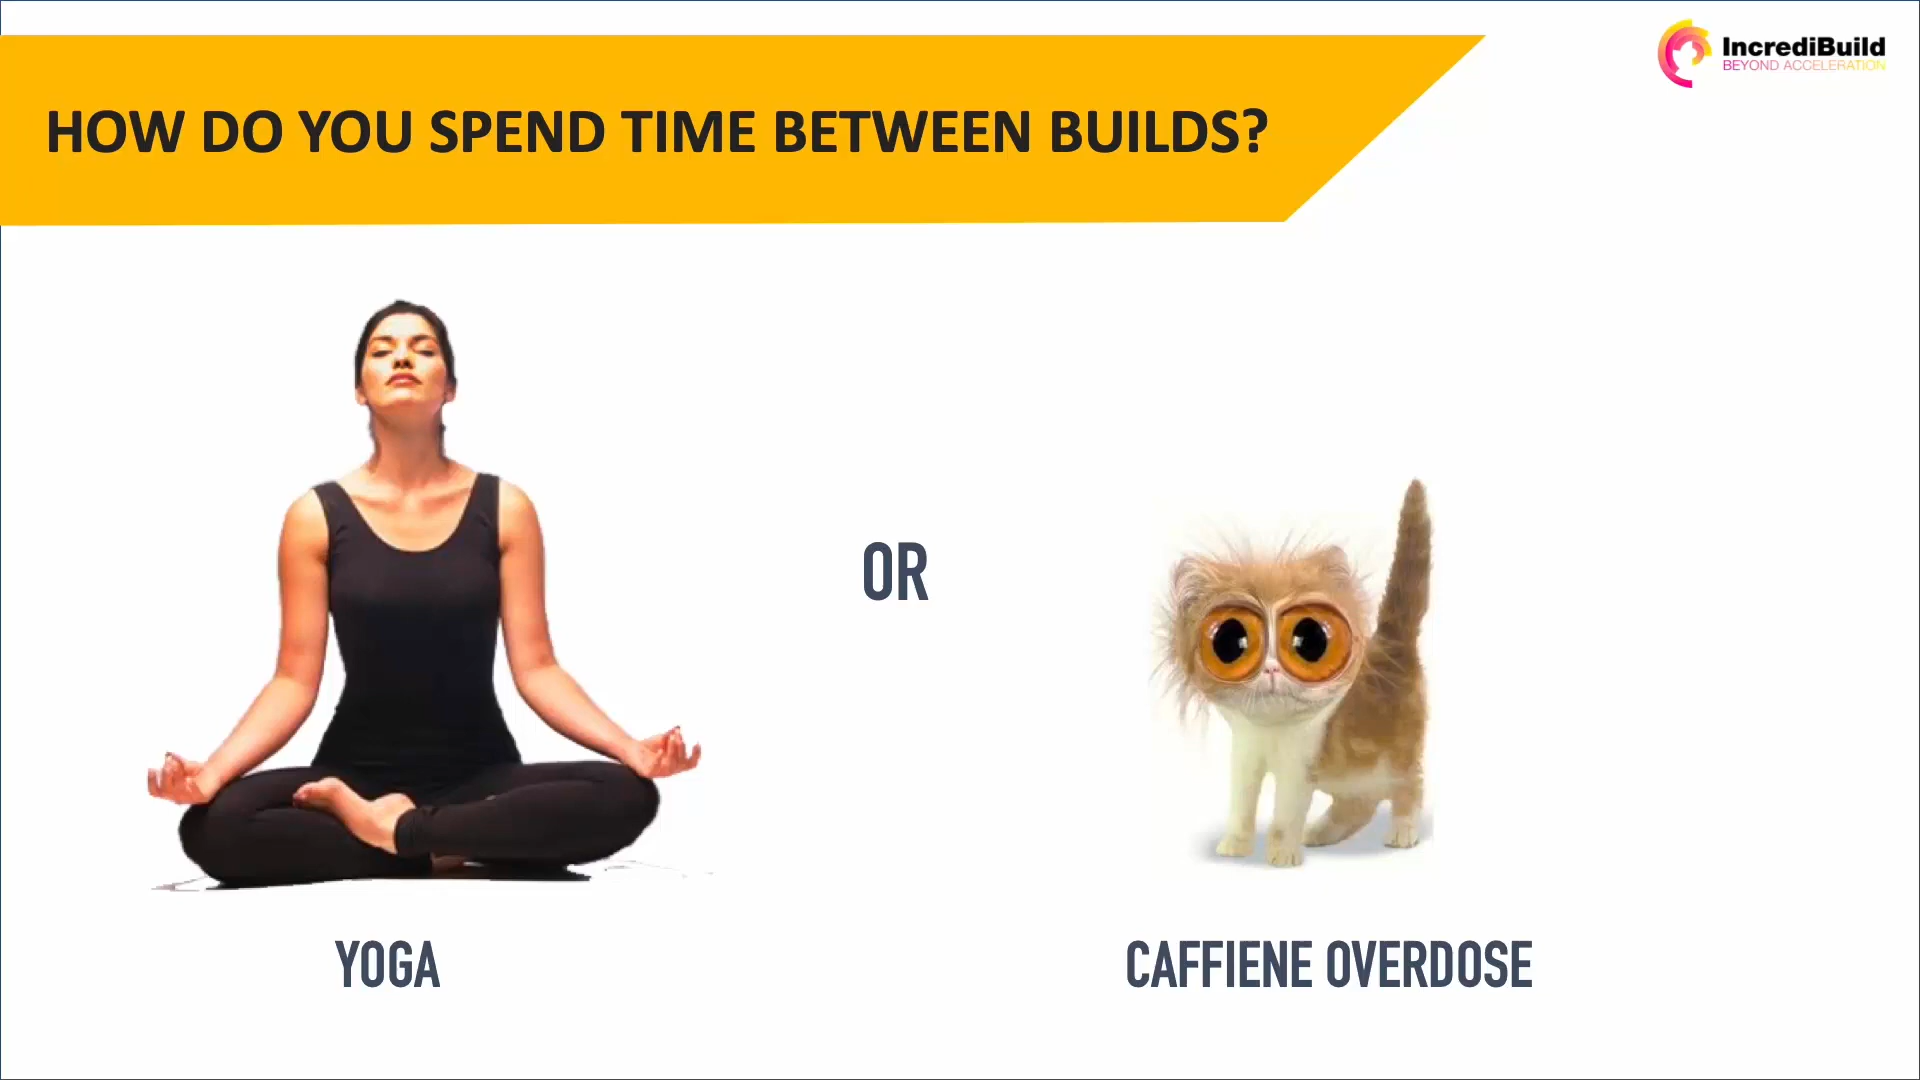 IncrediBuild
BEYOND ACCELERATION
HOW DO YOU SPEND TIME BETWEEN BUILDS?
OR
YOGA
CAFFIENE OVERDOSE